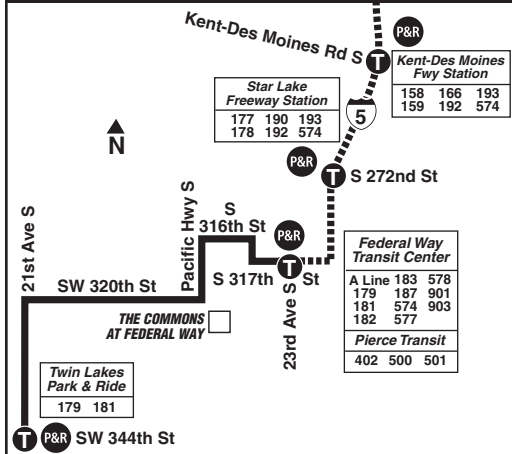 Kent-Des Moines Rd S
P&R
T
Kent-Des Moines
Fwy Station
158 166 193
159 192 574
Star Lake
Freeway Station
177 190 193
178 192 574
5
N
P&R
T
S 272nd St
21st Ave S
Pacific Hwy S
S
316th St
P&R
SW 320th St
S 317th
T
St
23rd Ave S
THE COMMONS
AT FEDERAL WAY
Federal Way
Transit Center
A Line 183 578
179 187 901
181 574 903
182 577
Pierce Transit
402 500 501
Twin Lakes
Park & Ride
179 181
T
P&R
SW 344th St